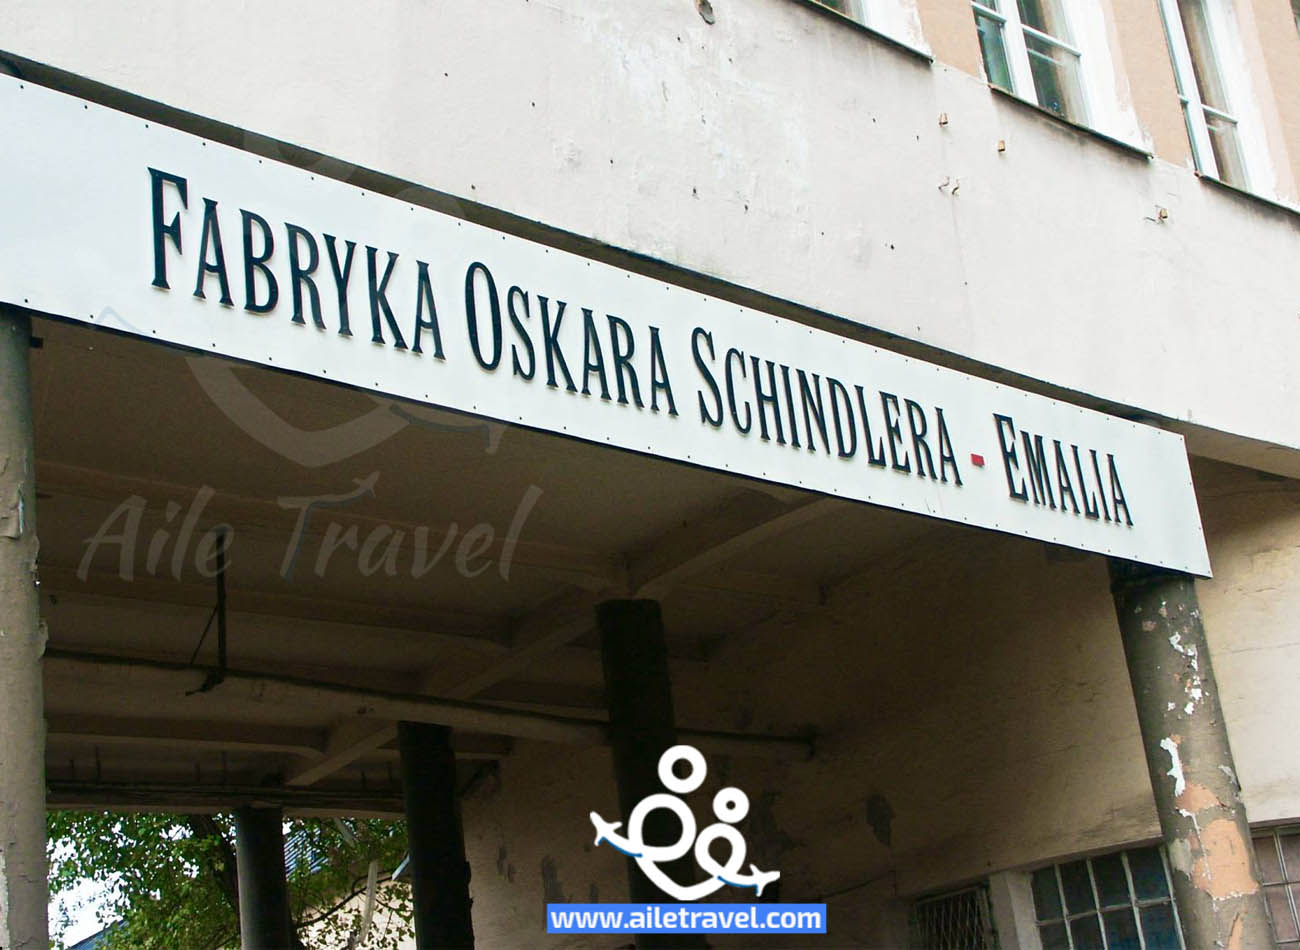 FABRYKA OSKARA SCHINDLERA - EMALIA
Aile Travel
www.ailetravel.com